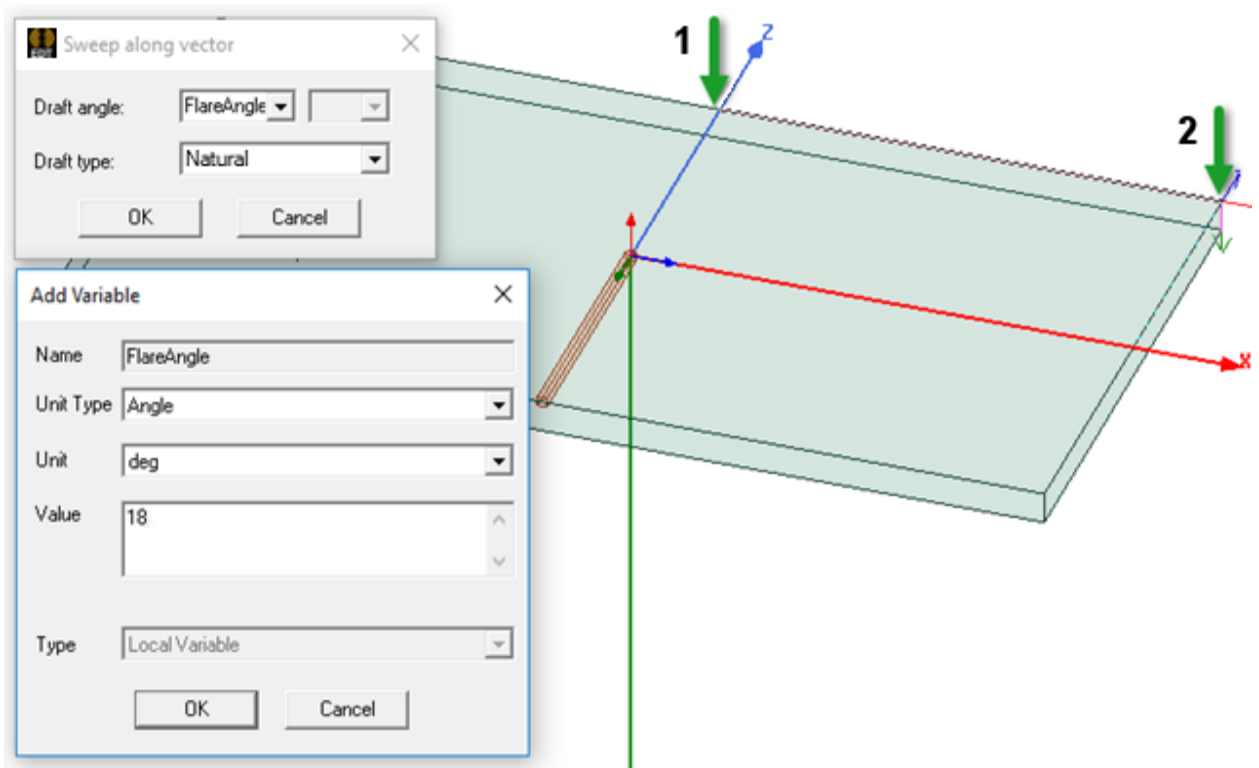 Sweep along vector
Draft angle: FlareAngle
Draft type: Natural
OK Cancel
Add Variable
Name FlareAngle
Unit Type Angle
Unit deg
Value 18
Type Local Variable
OK Cancel
1
Z
2
X